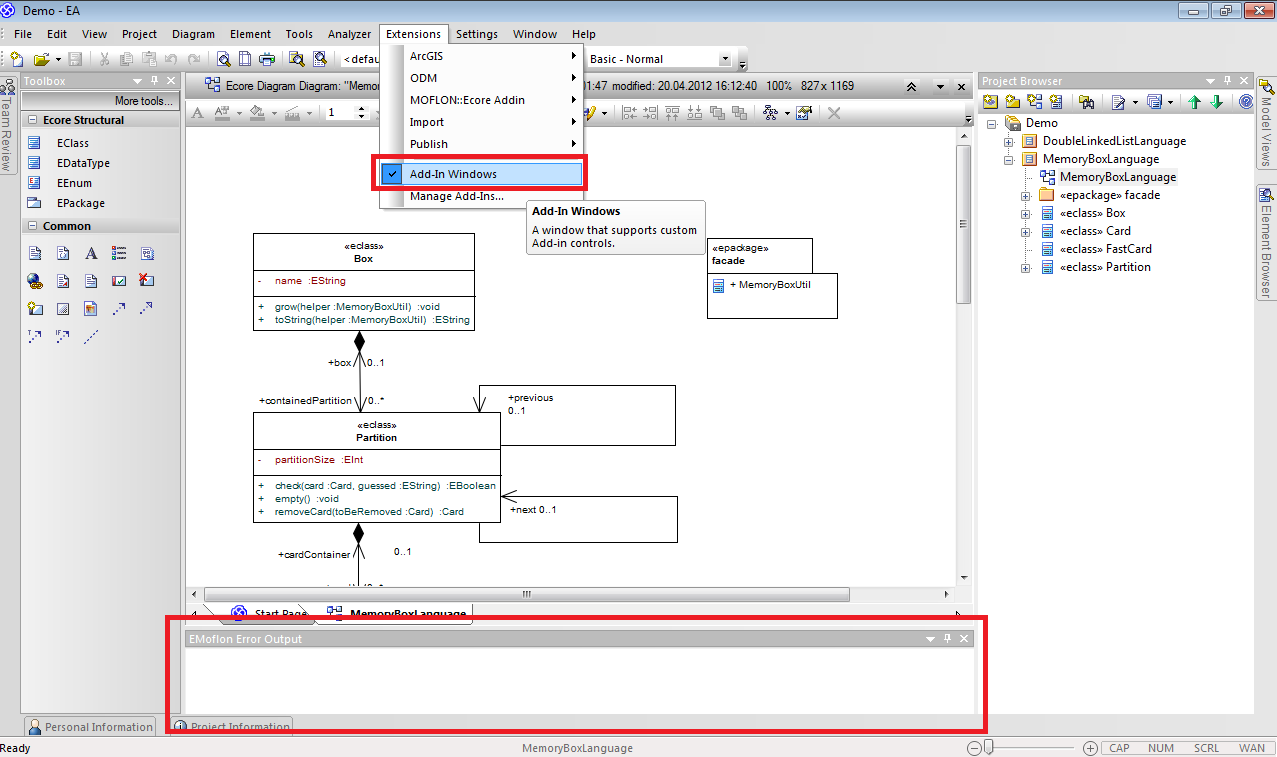 Demo - EA
File Edit View Project Diagram Element Tools Analyzer Extensions Settings Window Help
<defau
Basic - Normal
ArcGIS
ODM
MOFLON::Ecore Addin
Import
Publish
Add-In Windows
Manage Add-Ins...
Add-In Windows
A window that supports custom
Add-in controls.
Team Review
Toolbox
More tools...
Ecore Structural
EClass
EDataType
EEnum
EPackage
Common
Ecore Diagram Diagram: "Memo
01:47 modified: 20.04.2012 16:12:40 100% 827 x 1169
1
«eclass»
Box
- name :EString
+ grow(helper :MemoryBoxUtil) :void
+ toString(helper :MemoryBoxUtil) :EString
«epackage»
facade
+ MemoryBoxUtil
+box 0..1
+containedPartition 0..*
«eclass»
Partition
- partitionSize :EInt
+ check(card :Card, guessed :EString) :EBoolean
+ empty() :void
+ removeCard(toBeRemoved :Card) :Card
+previous
0..1
+next 0..1
+cardContainer 0..1
Start Page
MemoryBoxLanguage
EMoflon Error Output
Personal Information
Project Information
Project Browser
Demo
DoubleLinkedListLanguage
MemoryBoxLanguage
MemoryBoxLanguage
«epackage» facade
«eclass» Box
«eclass» Card
«eclass» FastCard
«eclass» Partition
Model Views
Element Browser
Ready
MemoryBoxLanguage
CAP NUM SCRL WAN